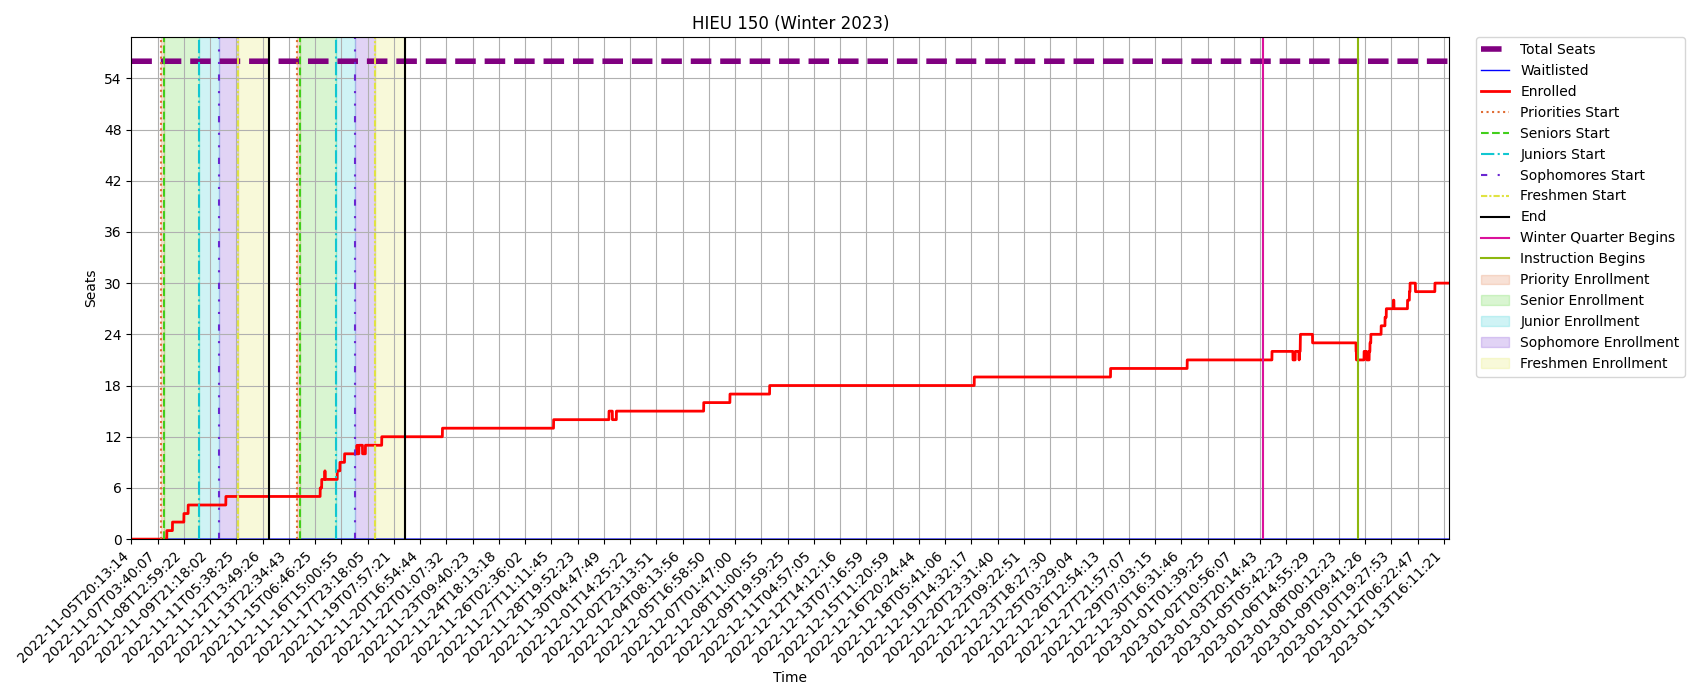 HIEU 150 (Winter 2023)
Seats
54
48
42
36
30
24
18
12
6
0
2022-11-05T20:13:14
2022-11-07T03:40:07
2022-11-08T12:59:22
2022-11-09T21:18:02
2022-11-11T05:38:25
2022-11-12T13:49:26
2022-11-13T22:34:43
2022-11-15T06:46:25
2022-11-16T15:00:55
2022-11-17T23:18:05
2022-11-19T07:57:21
2022-11-20T16:54:44
2022-11-22T01:07:32
2022-11-23T09:40:23
2022-11-24T18:13:18
2022-11-26T02:36:02
2022-11-27T11:11:45
2022-11-28T19:52:23
2022-11-30T04:47:49
2022-12-01T14:25:22
2022-12-02T23:13:51
2022-12-04T08:13:56
2022-12-05T16:58:50
2022-12-07T01:47:00
2022-12-08T11:00:55
2022-12-09T19:59:25
2022-12-11T04:57:05
2022-12-12T14:12:16
2022-12-13T07:16:59
2022-12-15T11:20:59
2022-12-16T20:24:44
2022-12-18T05:41:06
2022-12-19T14:32:17
2022-12-20T23:31:40
2022-12-22T09:22:51
2022-12-23T18:27:30
2022-12-25T03:29:04
2022-12-26T12:54:13
2022-12-27T21:57:07
2022-12-29T07:03:15
2022-12-30T16:31:46
2023-01-01T01:39:25
2023-01-02T10:56:07
2023-01-03T20:14:43
2023-01-05T05:42:23
2023-01-06T14:55:29
2023-01-08T00:12:23
2023-01-09T09:41:26
2023-01-10T19:27:53
2023-01-12T06:22:47
2023-01-13T16:11:21
Time
Total Seats
Waitlisted
Enrolled
Priorities Start
Seniors Start
Juniors Start
Sophomores Start
Freshmen Start
End
Winter Quarter Begins
Instruction Begins
Priority Enrollment
Senior Enrollment
Junior Enrollment
Sophomore Enrollment
Freshmen Enrollment